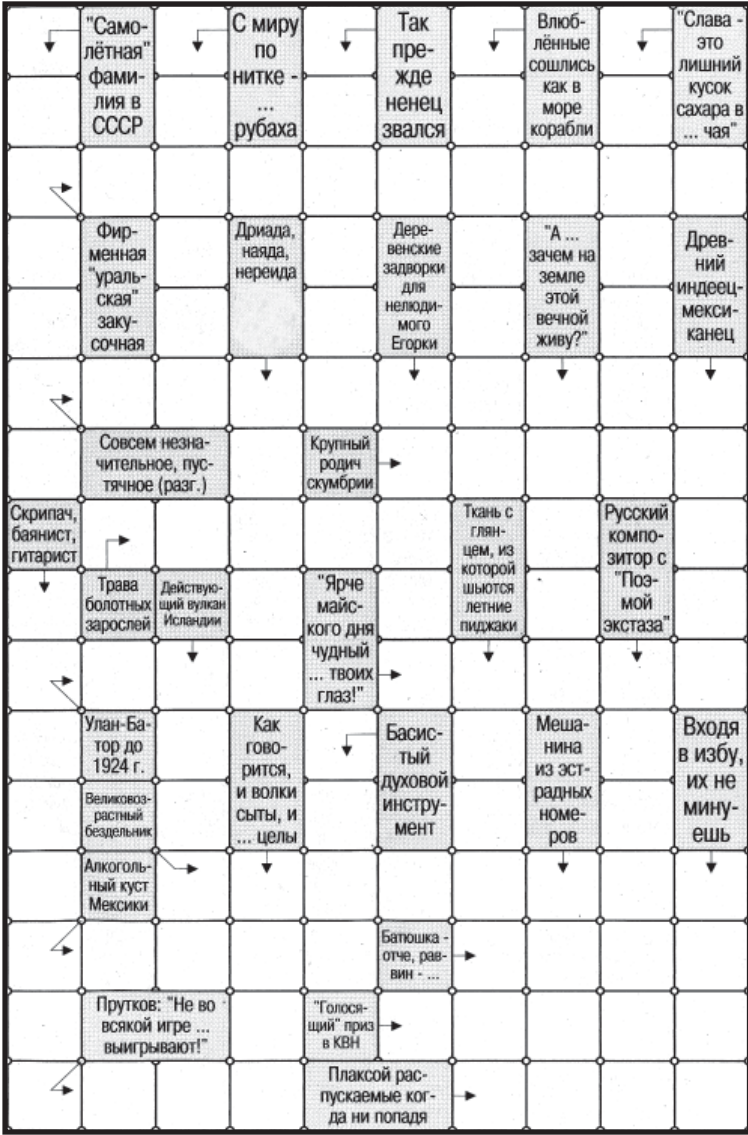 "Само-
лётная"
фами-
лия в
СССР
С миру
по
нитке -
...
рубаха
Так
пре-
жде
ненец
звался
Влюб-
лённые
сошлись
как в
море
корабли
"Слава -
это
лишний
кусок
сахара в
... чая"
Фир-
менная
"ураль-
ская"
заку-
сочная
Дриада,
наяда,
нереида
Дере-
венские
задворки
для
нелюди-
мого
Егорки
"А ...
зачем на
земле
этой
вечной
живу?"
Древ-
ний
индеец-
мекси-
канец
Совсем незна-
чительное, пус-
тячное (разг.)
Крупный
родич
скумбрии
Скрипач,
баянист,
гитарист
Ткань с
глян-
цем, из
которой
шьются
летние
пиджаки
Русский
компо-
зитор с
"Поэ-
мой
экстаза"
Трава
болотных
зарослей
Действую-
щий вулкан
Исландии
"Ярче
майс-
кого дня
чудный
... твоих
глаз!"
Улан-Ба-
тор до
1924 г.
Как
гово-
рится,
и волки
сыты, и
... целы
Басис-
тый
духовой
инстру-
мент
Меша-
нина
из эст-
радных
номе-
ров
Входя
в избу,
их не
мину-
ешь
Великовоз-
растный
бездельник
Алкоголь-
ный куст
Мексики
Батюшка -
отче, рав-
вин - ...
Прутков: "Не во
всякой игре ...
выигрывают!"
"Голося-
щий" приз
в КВН
Плаксой рас-
пускаемые ког-
да ни попадя